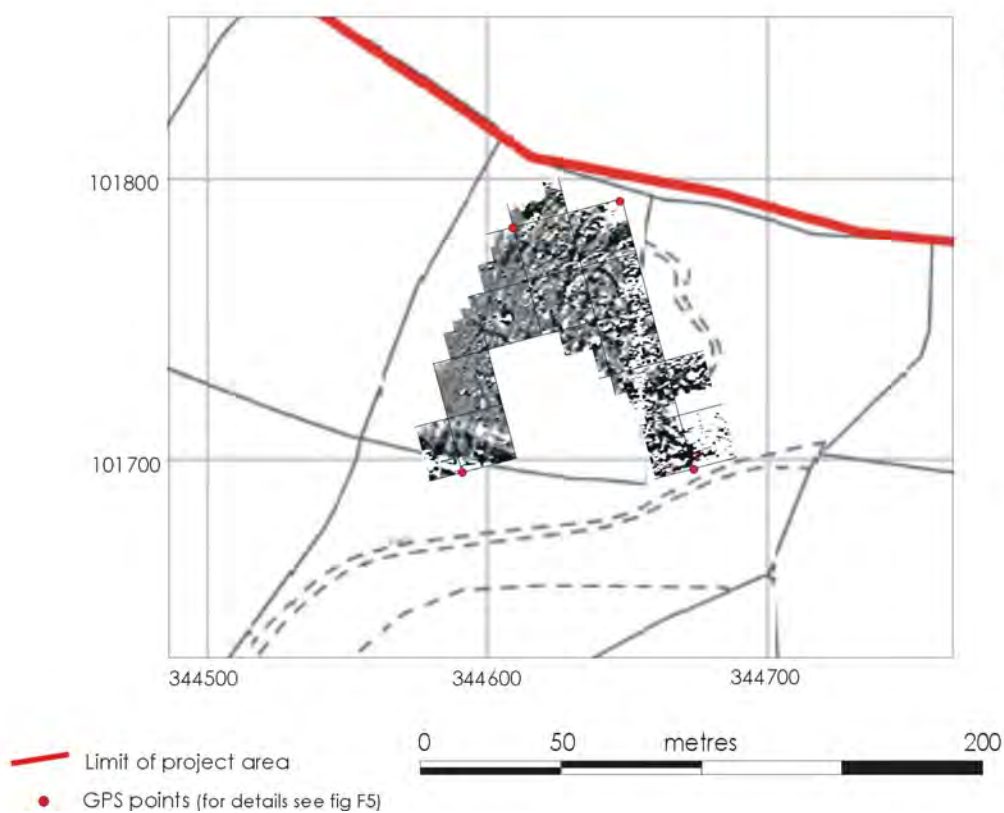 101800
101700
344500 344600 344700
0 50 metres 200
Limit of project area
GPS points (for details see fig F5)